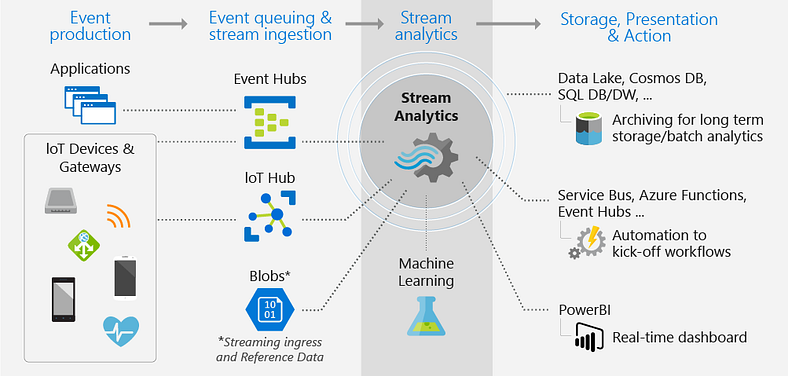 Event
production
Event queuing &
stream ingestion
Stream
analytics
Storage, Presentation
& Action
Applications
IoT Devices &
Gateways
Event Hubs
IoT Hub
Blobs*
10
01
*Streaming ingress
and Reference Data
Stream
Analytics
Machine
Learning
Data Lake, Cosmos DB,
SQL DB/DW, ...
Archiving for long term
storage/batch analytics
Service Bus, Azure Functions,
Event Hubs ...
Automation to
kick-off workflows
PowerBI
Real-time dashboard